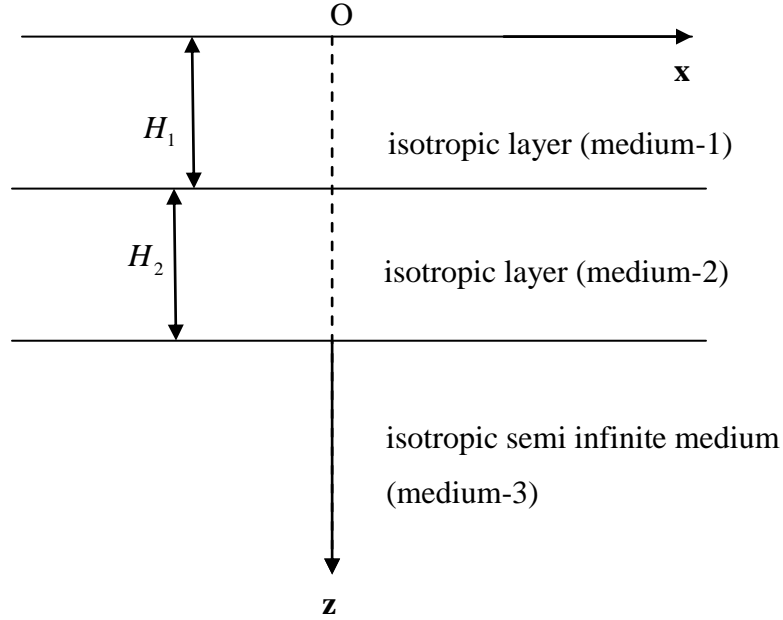 O
x
H₁
isotropic layer (medium-1)
H₂
isotropic layer (medium-2)
isotropic semi infinite medium
(medium-3)
z